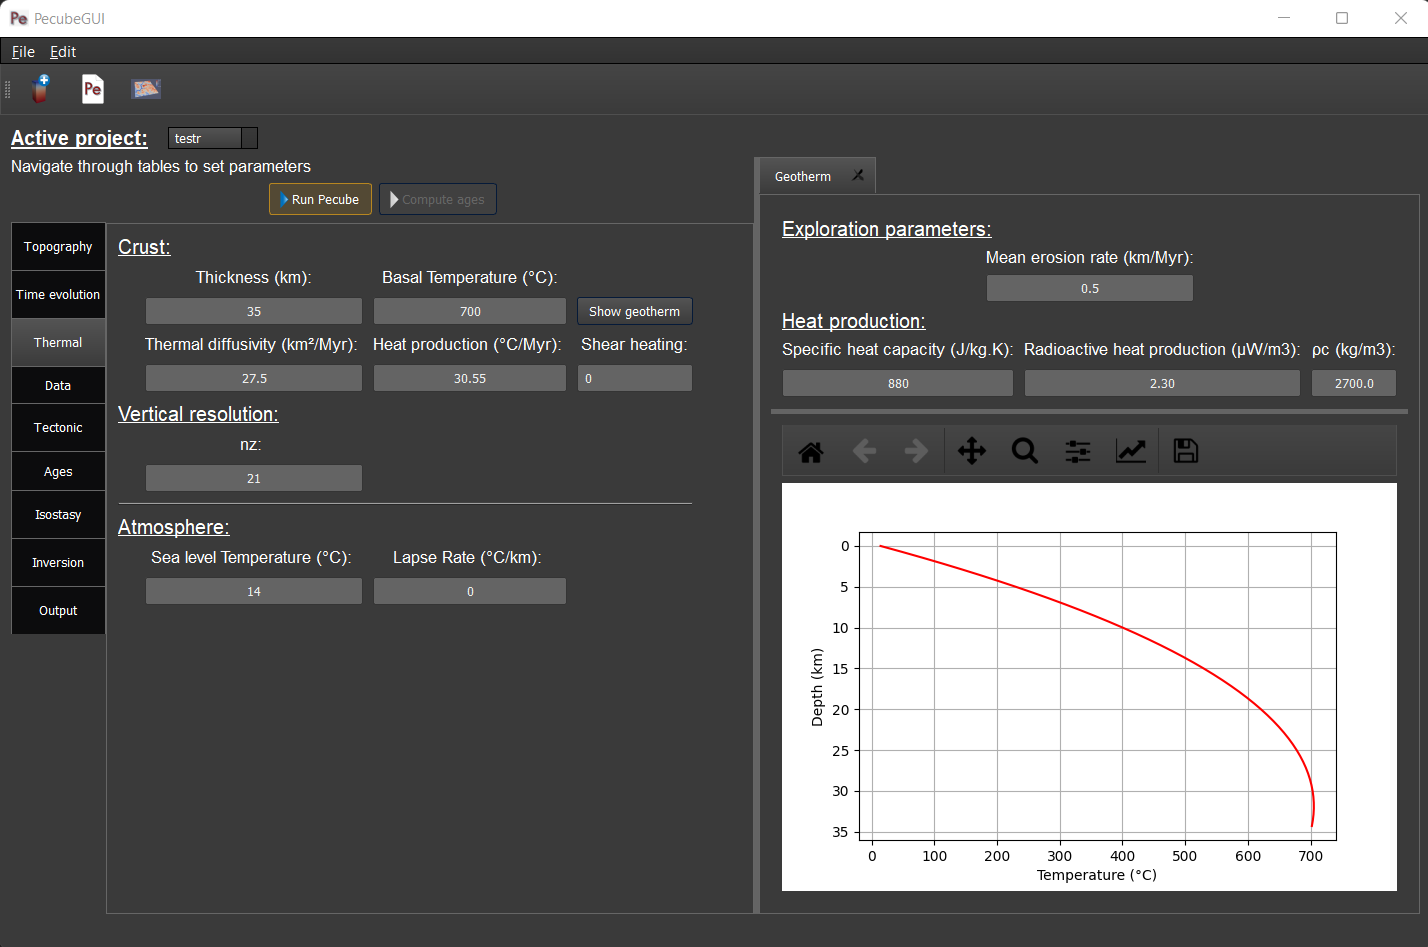 Pe PecubeGUI
File Edit
Pe
Active project: testr
Navigate through tables to set parameters
Run Pecube Compute ages
Topography
Time evolution
Thermal
Data
Tectonic
Ages
Isostasy
Inversion
Output
Crust:
Thickness (km): Basal Temperature (°C):
35 700 Show geotherm
Thermal diffusivity (km²/Myr): Heat production (°C/Myr): Shear heating:
27.5 30.55 0
Vertical resolution:
nz:
21
Atmosphere:
Sea level Temperature (°C): Lapse Rate (°C/km):
14 0
Geotherm
Exploration parameters:
Mean erosion rate (km/Myr):
0.5
Heat production:
Specific heat capacity (J/kg.K): Radioactive heat production (µW/m3): ρc (kg/m3):
880 2.30 2700.0
0
5
10
15
20
25
30
35
Depth (km)
0 100 200 300 400 500 600 700
Temperature (°C)